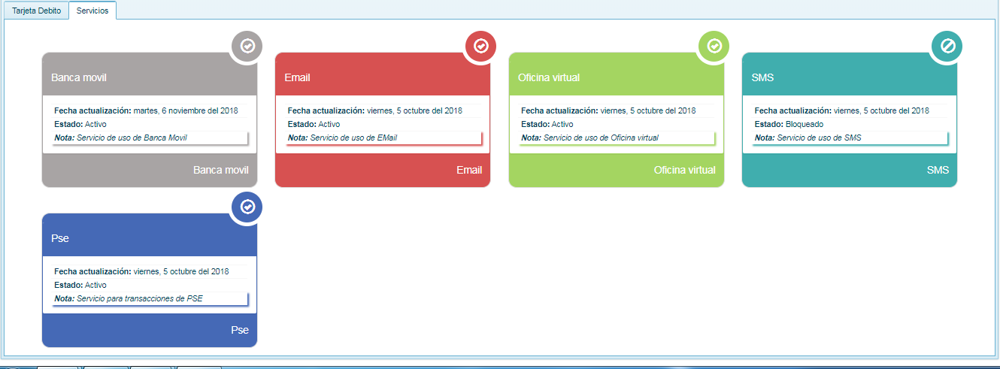 Tarjeta Debito
Servicios
Banca movil
Fecha actualización: martes, 6 noviembre del 2018
Estado: Activo
Nota: Servicio de uso de Banca Movil
Banca movil
Email
Fecha actualización: viernes, 5 octubre del 2018
Estado: Activo
Nota: Servicio de uso de EMail
Email
Oficina virtual
Fecha actualización: viernes, 5 octubre del 2018
Estado: Activo
Nota: Servicio de uso de Oficina virtual
Oficina virtual
SMS
Fecha actualización: viernes, 5 octubre del 2018
Estado: Bloqueado
Nota: Servicio de uso de SMS
SMS
Pse
Fecha actualización: viernes, 5 octubre del 2018
Estado: Activo
Nota: Servicio para transacciones de PSE
Pse